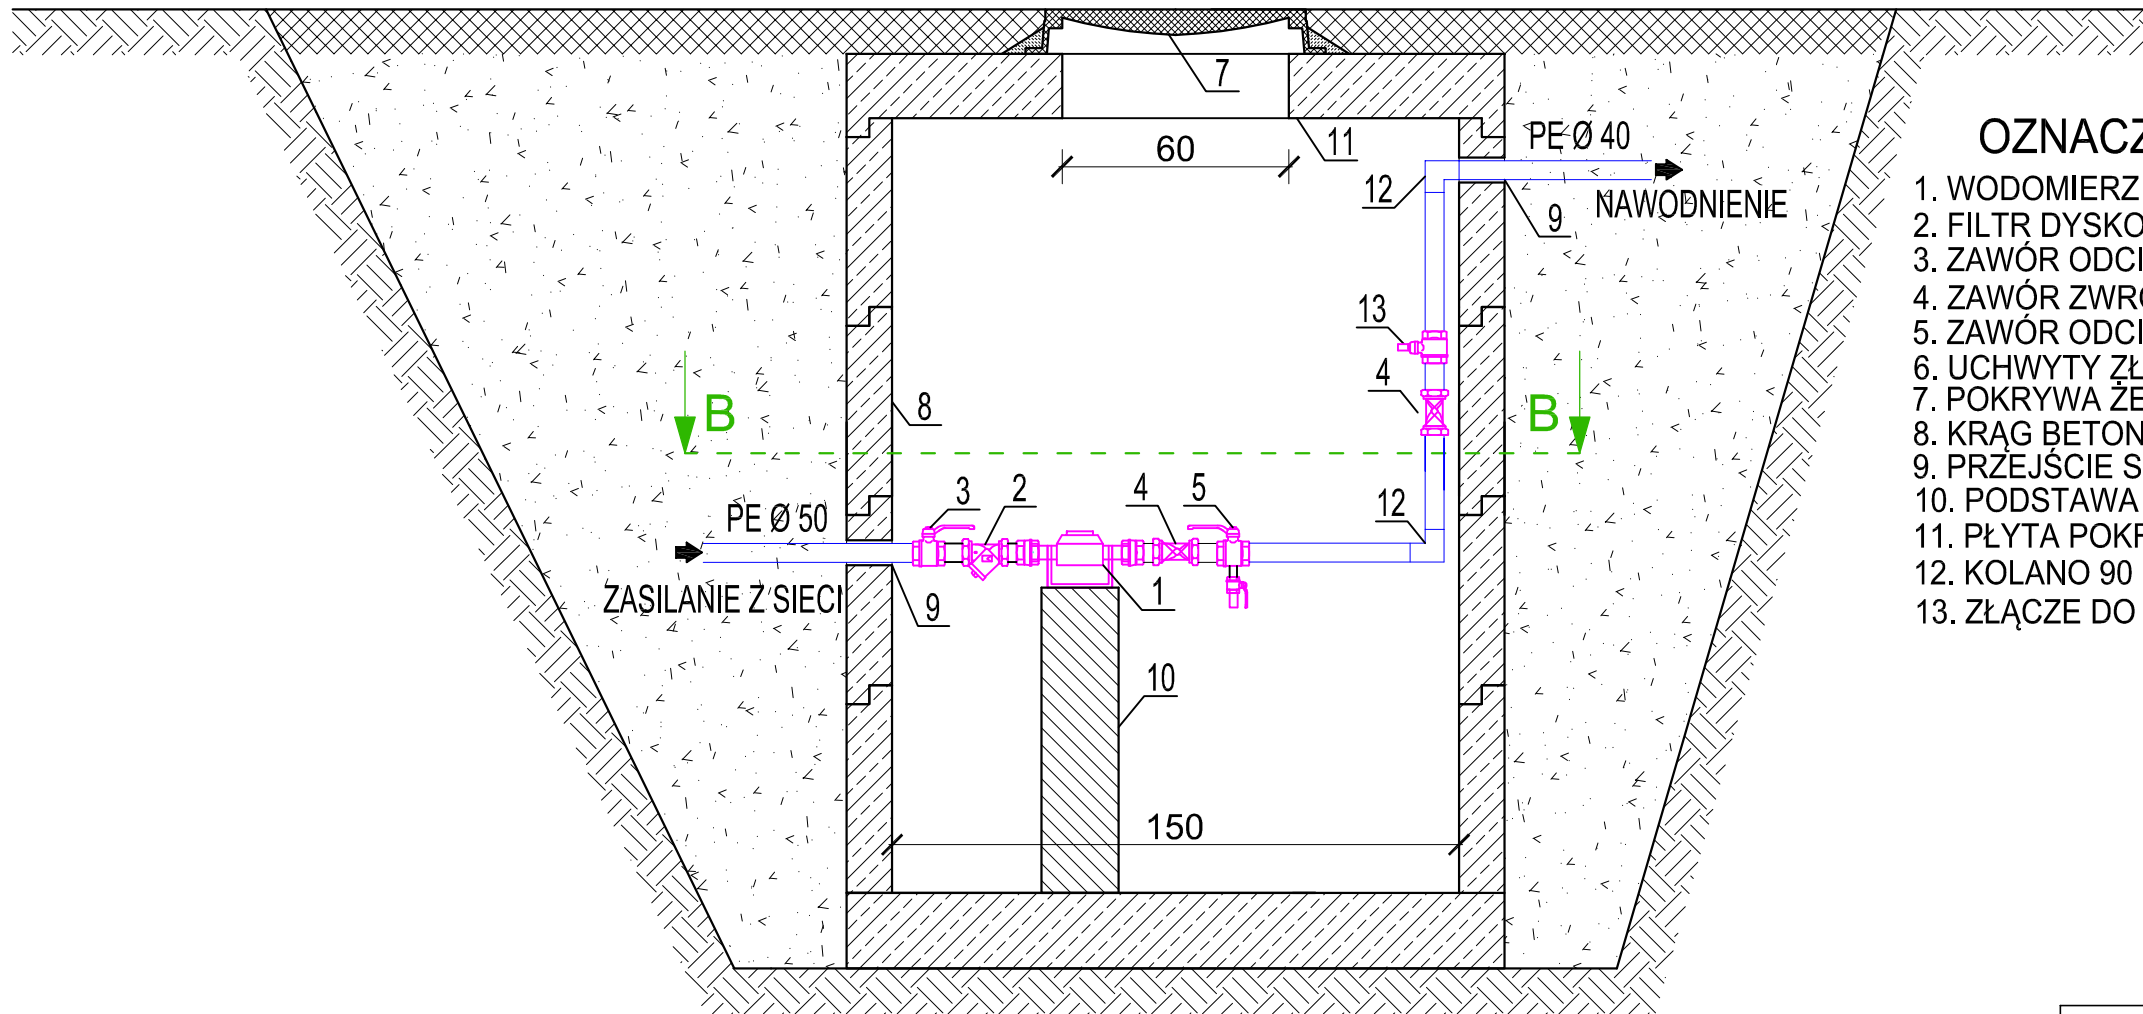 7
11
60
PE Ø 40
OZNACZ
12
9
NAWODNIENIE
1. WODOMIERZ
2. FILTR DYSKO
3. ZAWÓR ODCI
4. ZAWÓR ZWRO
5. ZAWÓR ODCI
6. UCHWYTY ZŁ
7. POKRYWA ŻE
8. KRĄG BETON
9. PRZEJŚCIE S
10. PODSTAWA
11. PŁYTA POKR
12. KOLANO 90
13. ZŁĄCZE DO
13
4
B
8
B
PE Ø 50
3
2
4
5
12
ZASILANIE Z SIECI
9
1
10
150